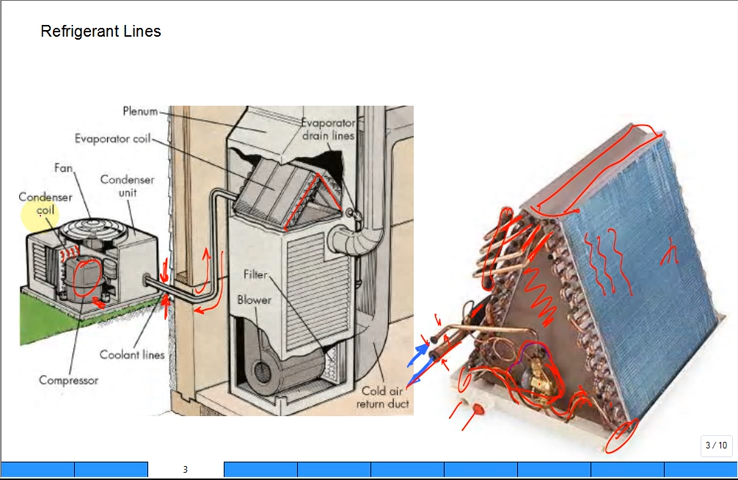 Refrigerant Lines
Plenum
Evaporator
drain lines
Evaporator coil
Fan
Condenser
unit
Condenser
coil
Filter
Blower
Coolant lines
Compressor
Cold air
return duct
3 / 10
3